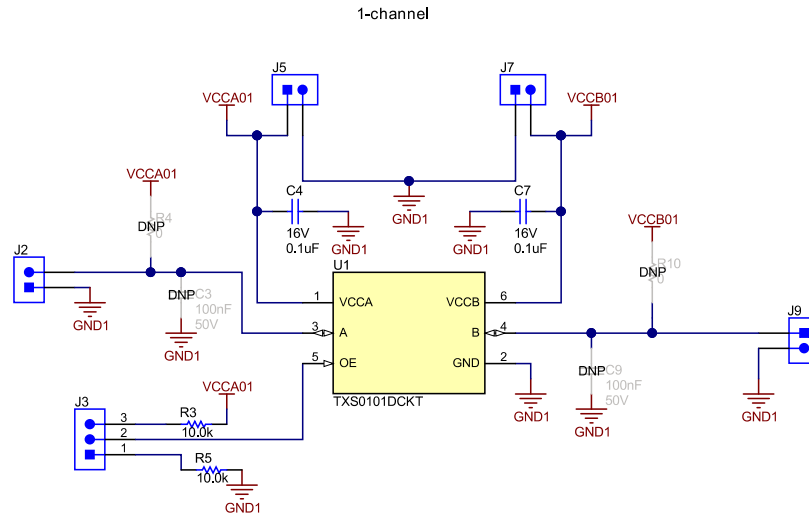 1-channel
J5
J7
VCCA01
VCCB01
VCCA01
C4
16V
0.1uF
GND1
GND1
GND1
C7
16V
0.1uF
VCCB01
R4
DNP
0
R10
DNP
0
J2
GND1
DNP
C3
100nF
50V
GND1
U1
1
VCCA
VCCB
6
3
A
B
4
5
OE
GND
2
TXS0101DCKT
GND1
DNP
C9
100nF
50V
GND1
J9
GND1
J3
3
2
1
R3
10.0k
VCCA01
R5
10.0k
GND1